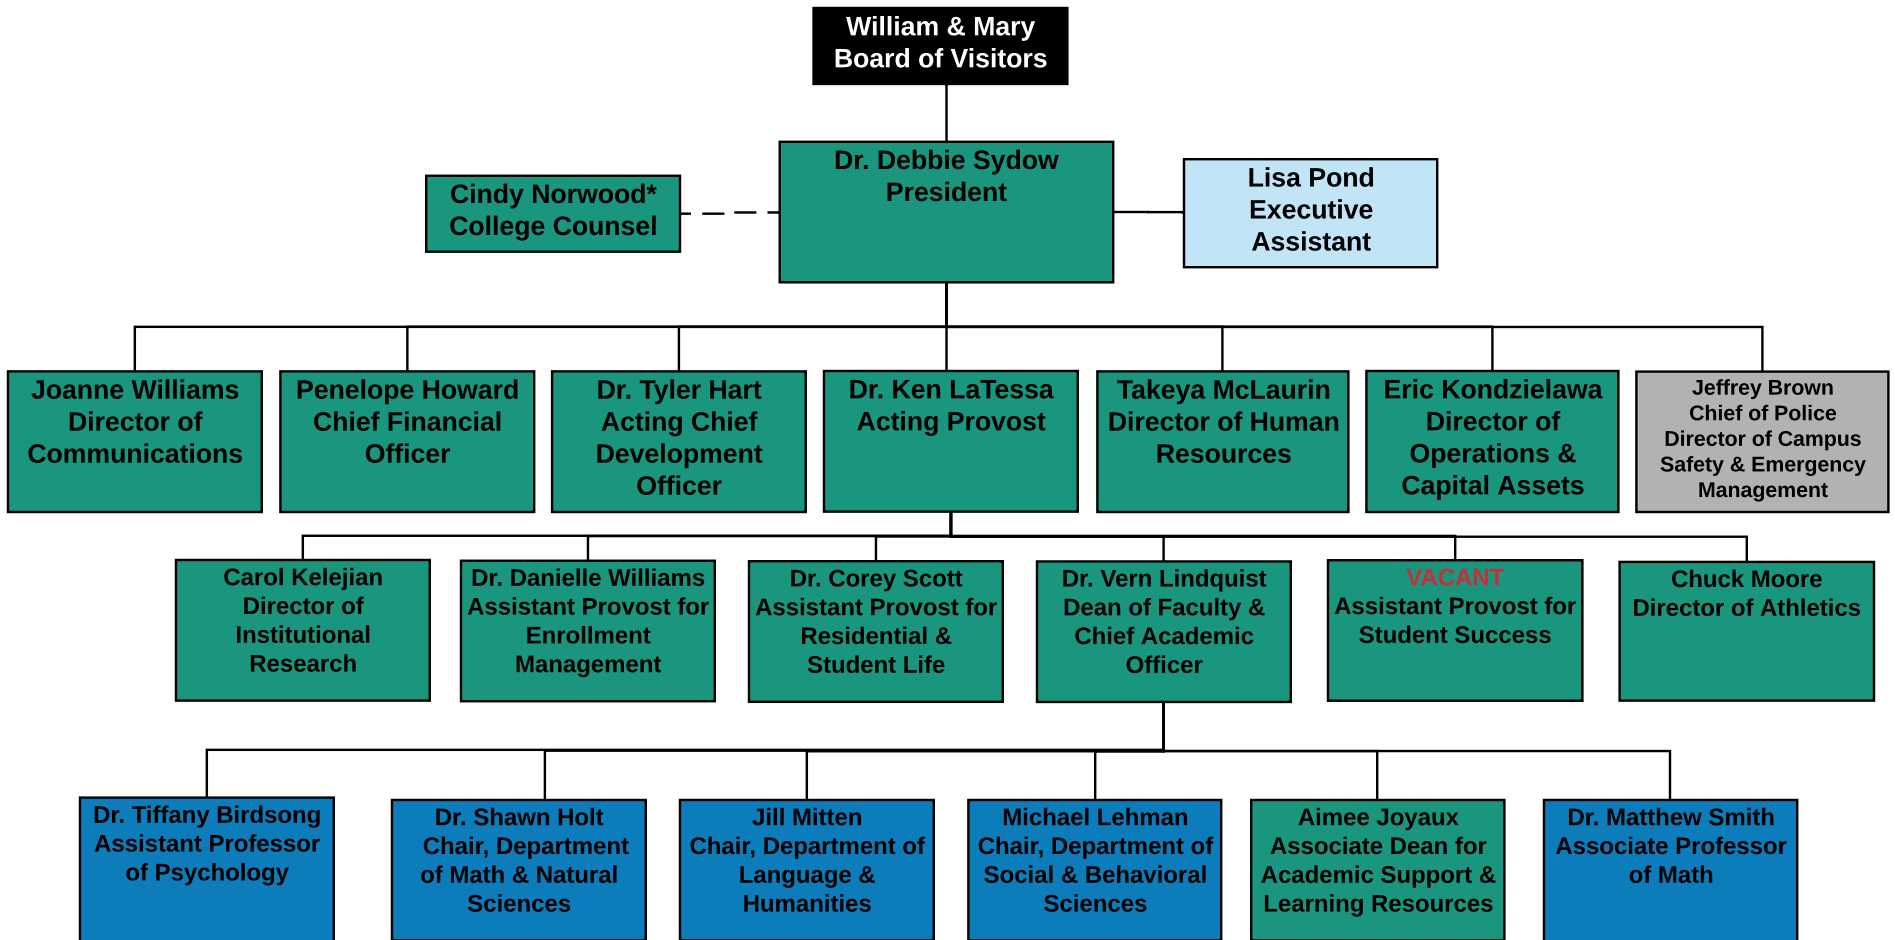 William & Mary
Board of Visitors
Dr. Debbie Sydow
President
Cindy Norwood*
College Counsel
Lisa Pond
Executive
Assistant
Joanne Williams
Director of
Communications
Penelope Howard
Chief Financial
Officer
Dr. Tyler Hart
Acting Chief
Development
Officer
Dr. Ken LaTessa
Acting Provost
Takeya McLaurin
Director of Human
Resources
Eric Kondzielawa
Director of
Operations &
Capital Assets
Jeffrey Brown
Chief of Police
Director of Campus
Safety & Emergency
Management
Carol Kelejian
Director of
Institutional
Research
Dr. Danielle Williams
Assistant Provost for
Enrollment
Management
Dr. Corey Scott
Assistant Provost for
Residential &
Student Life
Dr. Vern Lindquist
Dean of Faculty &
Chief Academic
Officer
VACANT
Assistant Provost for
Student Success
Chuck Moore
Director of Athletics
Dr. Tiffany Birdsong
Assistant Professor
of Psychology
Dr. Shawn Holt
Chair, Department
of Math & Natural
Sciences
Jill Mitten
Chair, Department of
Language &
Humanities
Michael Lehman
Chair, Department of
Social & Behavioral
Sciences
Aimee Joyaux
Associate Dean for
Academic Support &
Learning Resources
Dr. Matthew Smith
Associate Professor
of Math